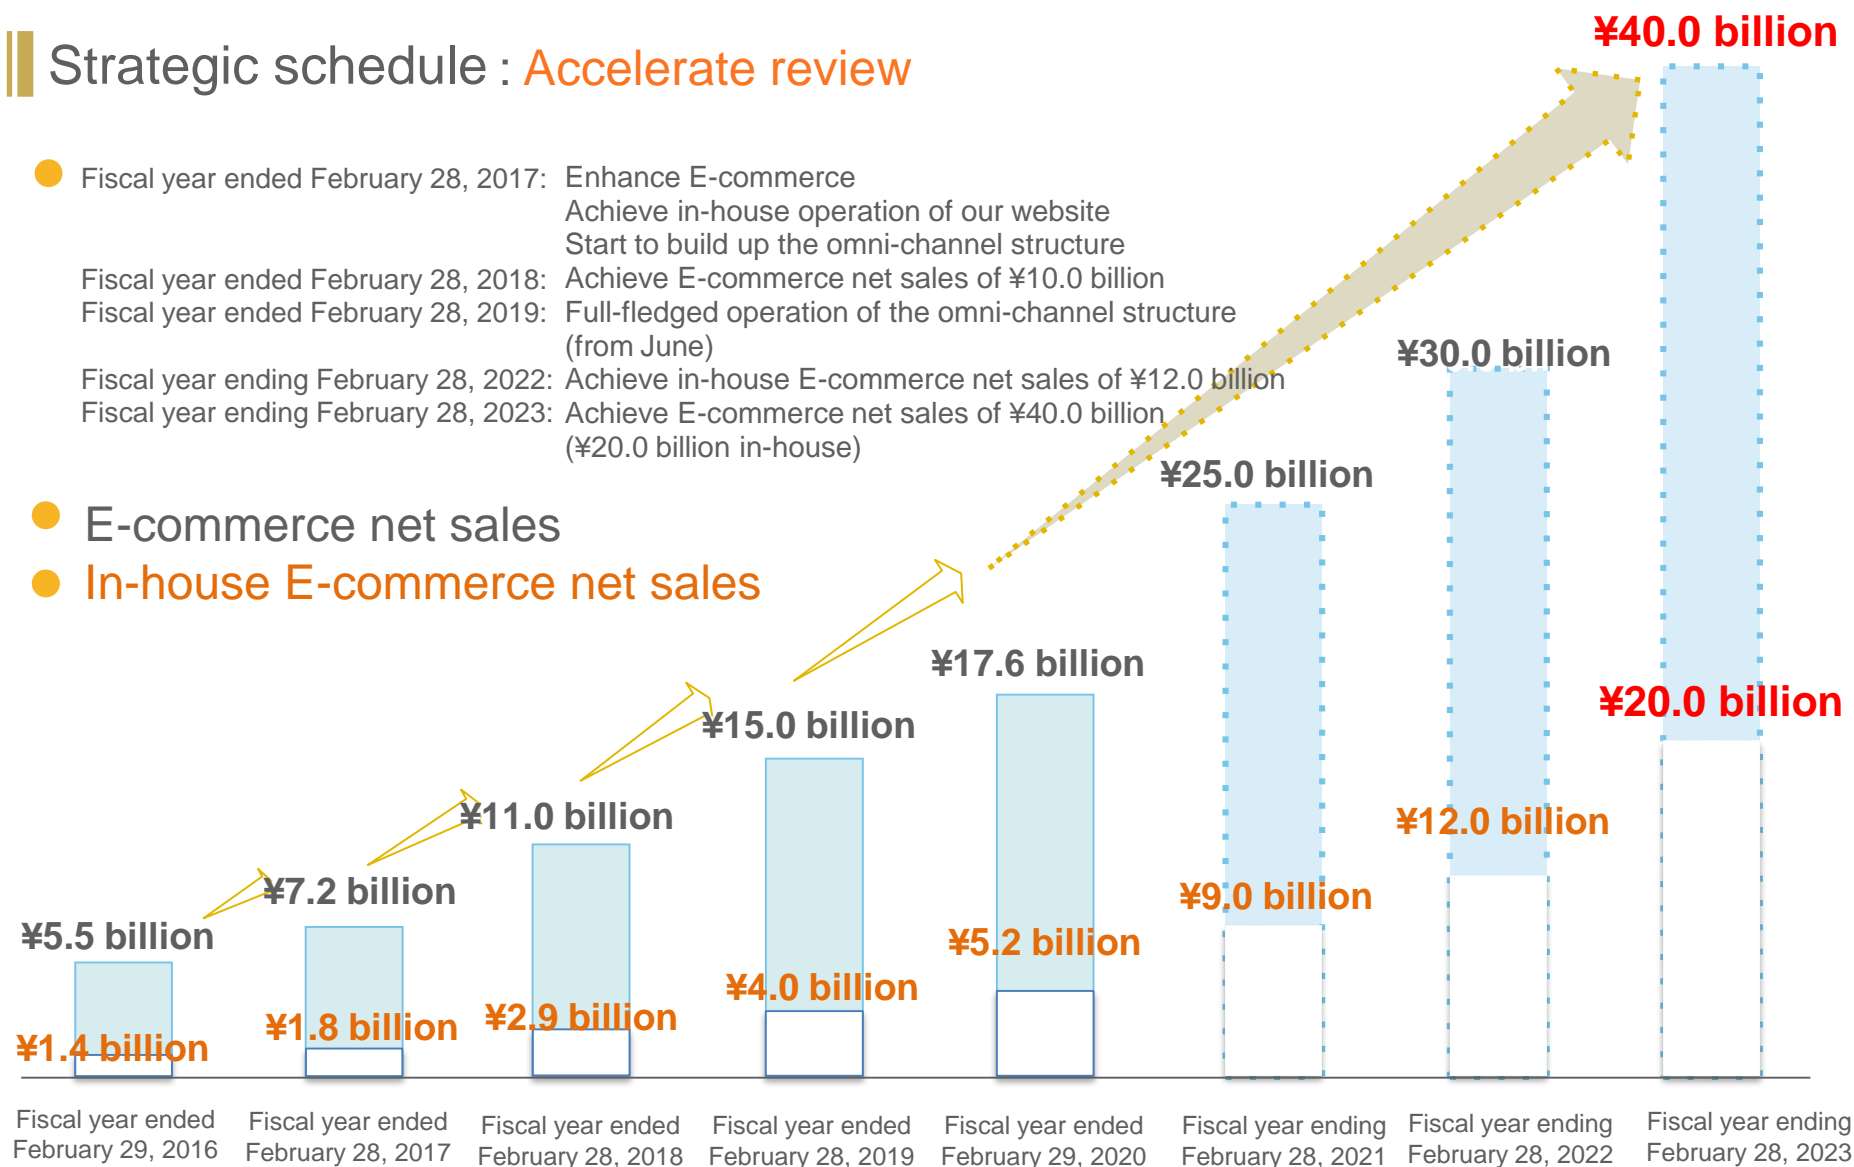 Strategic schedule : Accelerate review
¥40.0 billion
Fiscal year ended February 28, 2017: Enhance E-commerce
Achieve in-house operation of our website
Start to build up the omni-channel structure
Fiscal year ended February 28, 2018: Achieve E-commerce net sales of ¥10.0 billion
Fiscal year ended February 28, 2019: Full-fledged operation of the omni-channel structure
(from June)
Fiscal year ending February 28, 2022: Achieve in-house E-commerce net sales of ¥12.0 billion
Fiscal year ending February 28, 2023: Achieve E-commerce net sales of ¥40.0 billion
(¥20.0 billion in-house)
E-commerce net sales
In-house E-commerce net sales
¥30.0 billion
¥25.0 billion
¥17.6 billion
¥15.0 billion
¥11.0 billion
¥7.2 billion
¥5.5 billion
¥20.0 billion
¥12.0 billion
¥9.0 billion
¥5.2 billion
¥4.0 billion
¥2.9 billion
¥1.8 billion
¥1.4 billion
Fiscal year ended
February 29, 2016
Fiscal year ended
February 28, 2017
Fiscal year ended
February 28, 2018
Fiscal year ended
February 28, 2019
Fiscal year ended
February 29, 2020
Fiscal year ending
February 28, 2021
Fiscal year ending
February 28, 2022
Fiscal year ending
February 28, 2023